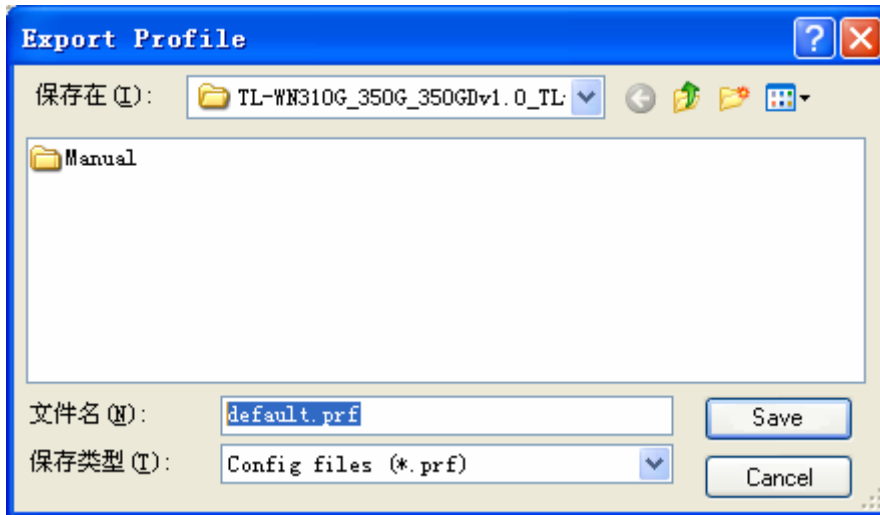 Export Profile
保存在(I):
TL-WN310G_350G_350GDv1.0_TL
Manual
文件名(N):
default.prf
Save
保存类型(T):
Config files (*.prf)
Cancel